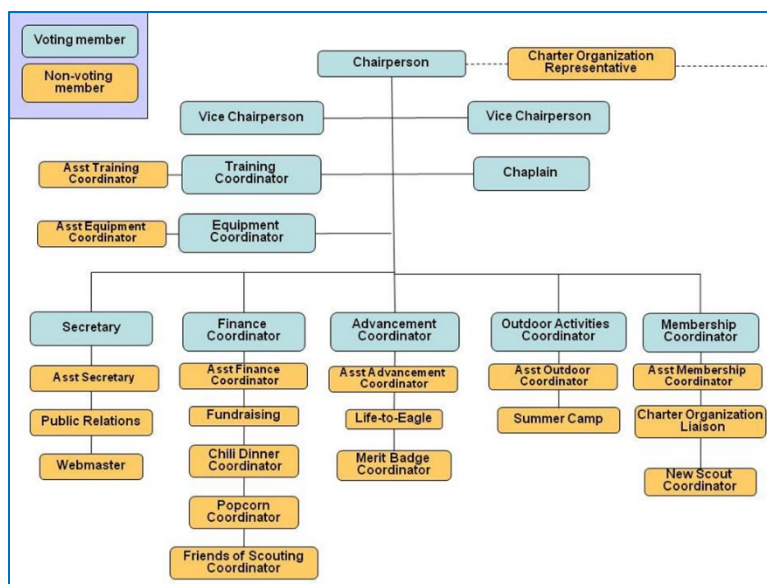 Voting member
Non-voting
member
Chairperson
Charter Organization
Representative
Vice Chairperson
Vice Chairperson
Asst Training
Coordinator
Training
Coordinator
Chaplain
Asst Equipment
Coordinator
Equipment
Coordinator
Secretary
Finance
Coordinator
Advancement
Coordinator
Outdoor Activities
Coordinator
Membership
Coordinator
Asst Secretary
Asst Finance
Coordinator
Asst Advancement
Coordinator
Asst Outdoor
Coordinator
Asst Membership
Coordinator
Public Relations
Fundraising
Life-to-Eagle
Summer Camp
Charter Organization
Liaison
Webmaster
Chili Dinner
Coordinator
Merit Badge
Coordinator
New Scout
Coordinator
Popcorn
Coordinator
Friends of Scouting
Coordinator